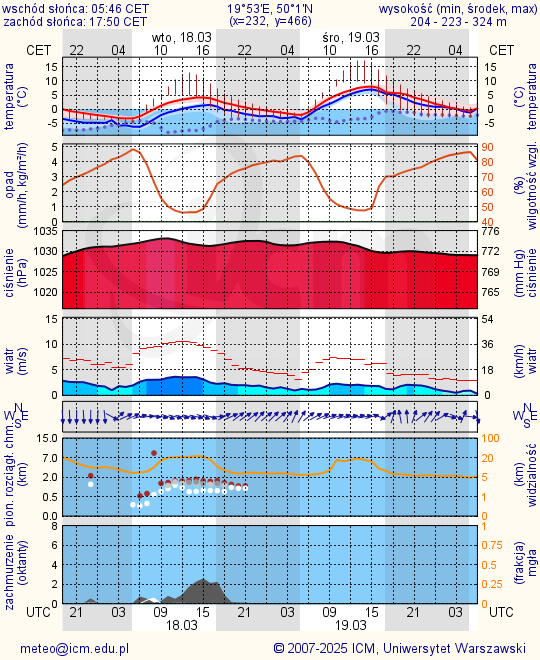 wschód słońca: 05:46 CET 19°53'E, 50°1'N wysokość (min, środek, max)
zachód słońca: 17:50 CET (x=232, y=466) 204 - 223 - 324 m
wto, 18.03 śro, 19.03
CET 22 04 10 16 22 04 10 16 22 04 CET
temperatura (°C)
15 10 5 0 -5
15 10 5 0 -5
temperatura (°C)
opad (mm/h, kg/m²/h)
5 4 3 2 1 0
90 80 70 60 50 40
wilgotność wzgl. (%)
ciśnienie (hPa)
1035 1030 1025 1020
776 772 769 765
ciśnienie (mm Hg)
wiatr (m/s)
15 10 5 0
54 36 18 0
wiatr (km/h)
N W E S
N W E S
pion. rozciągł. chm. (km)
15.0 7.0 2.0 0.5 0.0
100 20 5 1 0
widzialność (km)
zachmurzenie (oktanty)
8 6 4 2 0
1 0.75 0.5 0.25 0
mgła (frakcja)
UTC 21 03 09 15 21 03 09 15 21 03 UTC
18.03 19.03
meteo@icm.edu.pl © 2007-2025 ICM, Uniwersytet Warszawski